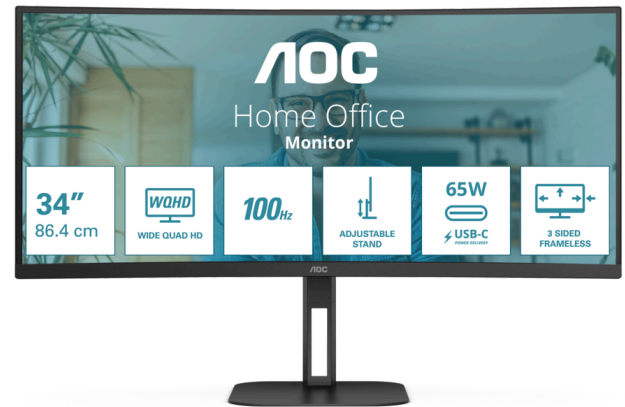 AOC
Home Office
Monitor
34”
86.4 cm
WQHD
WIDE QUAD HD
100Hz
ADJUSTABLE
STAND
65W
USB-C
POWER DELIVERY
3 SIDED
FRAMELESS
AOC